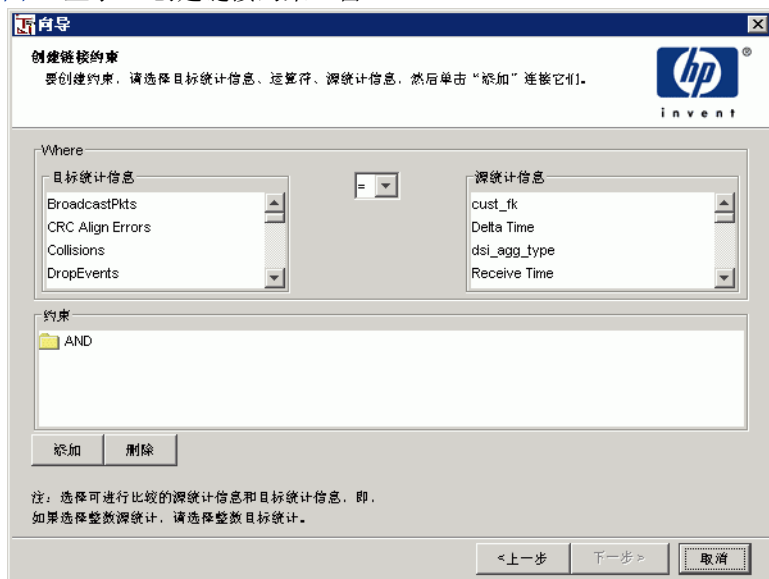 向导
创建链接约束
要创建约束，请选择目标统计信息、运算符、源统计信息，然后单击“添加”连接它们。
hp
®
invent
Where
目标统计信息
=
源统计信息
BroadcastPkts
CRC Align Errors
Collisions
DropEvents
cust_fk
Delta Time
dsi_agg_type
Receive Time
约束
AND
添加
删除
注：选择可进行比较的源统计信息和目标统计信息，即，
如果选择整数源统计，请选择整数目标统计。
<上一步
下一步>
取消